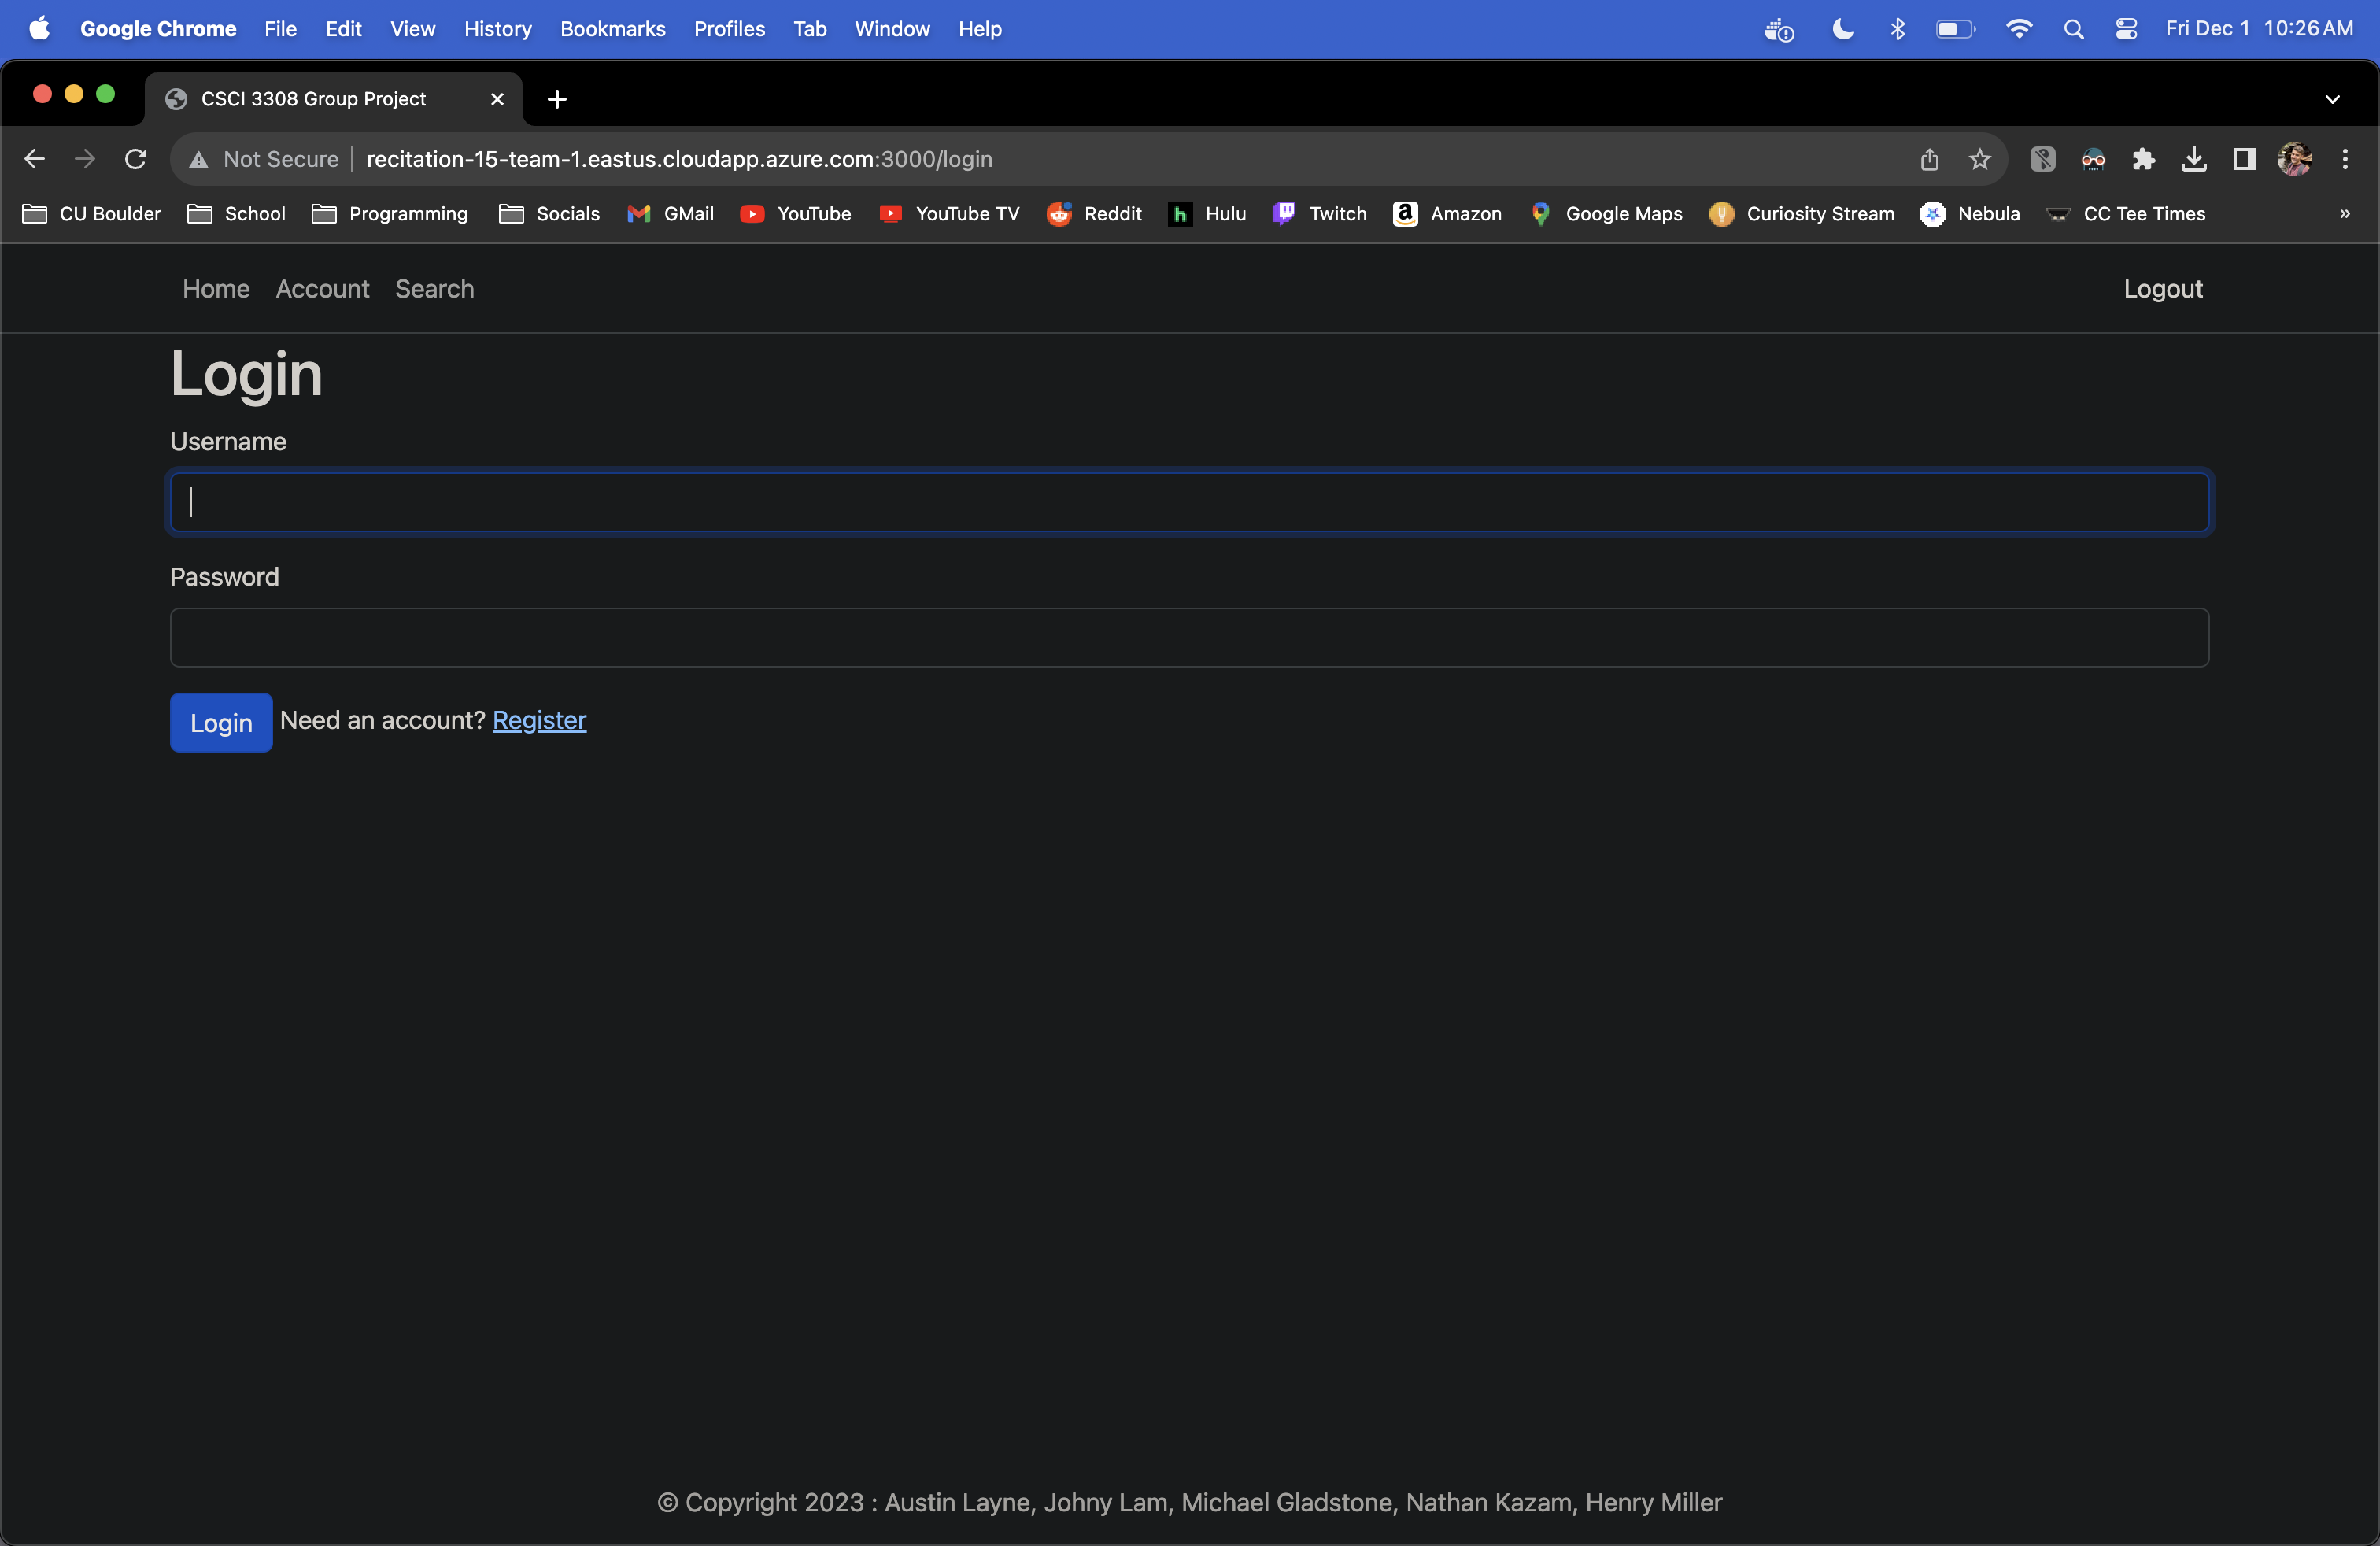 Google Chrome File Edit View History Bookmarks Profiles Tab Window Help Fri Dec 1 10:26 AM
CSCI 3308 Group Project
Not Secure recitation-15-team-1.eastus.cloudapp.azure.com:3000/login
CU Boulder School Programming Socials GMail YouTube YouTube TV Reddit Hulu Twitch Amazon Google Maps Curiosity Stream Nebula CC Tee Times »
Home Account Search Logout
Login
Username
Password
Login Need an account? Register
© Copyright 2023 : Austin Layne, Johny Lam, Michael Gladstone, Nathan Kazam, Henry Miller